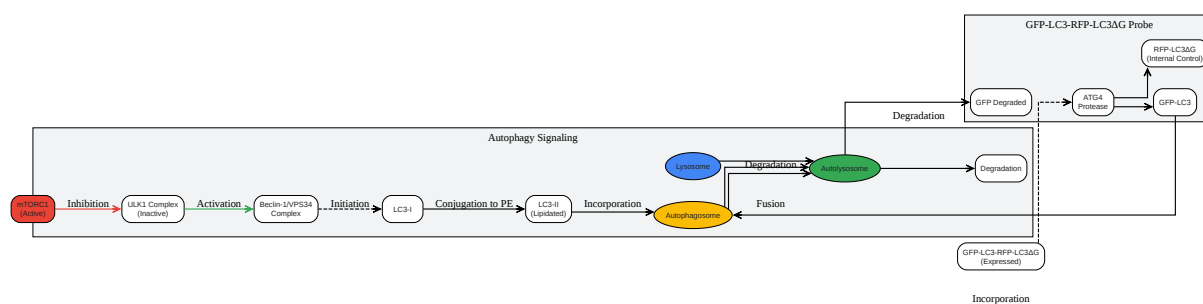 GFP-LC3-RFP-LC3ΔG Probe
RFP-LC3ΔG
(Internal Control)
GFP Degraded
ATG4
Protease
GFP-LC3
Degradation
Autophagy Signaling
Lysosome
Degradation
Autolysosome
Degradation
mTORC1
(Active)
Inhibition
ULK1 Complex
(Inactive)
Activation
Beclin-1/VPS34
Complex
Initiation
LC3-I
Conjugation to PE
LC3-II
(Lipidated)
Incorporation
Autophagosome
Fusion
GFP-LC3-RFP-LC3ΔG
(Expressed)
Incorporation